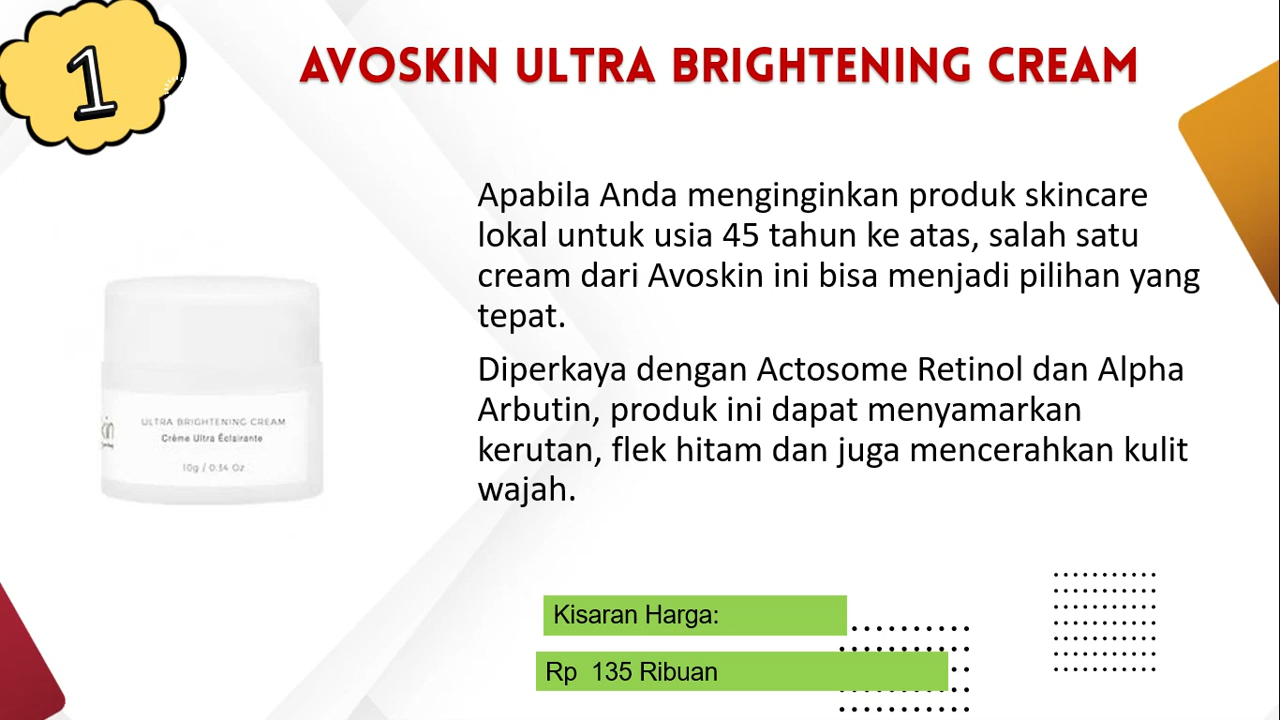 1
AVOSKIN ULTRA BRIGHTENING CREAM
Apabila Anda menginginkan produk skincare
lokal untuk usia 45 tahun ke atas, salah satu
cream dari Avoskin ini bisa menjadi pilihan yang
tepat.
Diperkaya dengan Actosome Retinol dan Alpha
Arbutin, produk ini dapat menyamarkan
kerutan, flek hitam dan juga mencerahkan kulit
wajah.
kin
ULTRA BRIGHTENING CREAM
Crème Ultra Éclairante
10g / 0.34 Oz
Kisaran Harga:
Rp  135 Ribuan